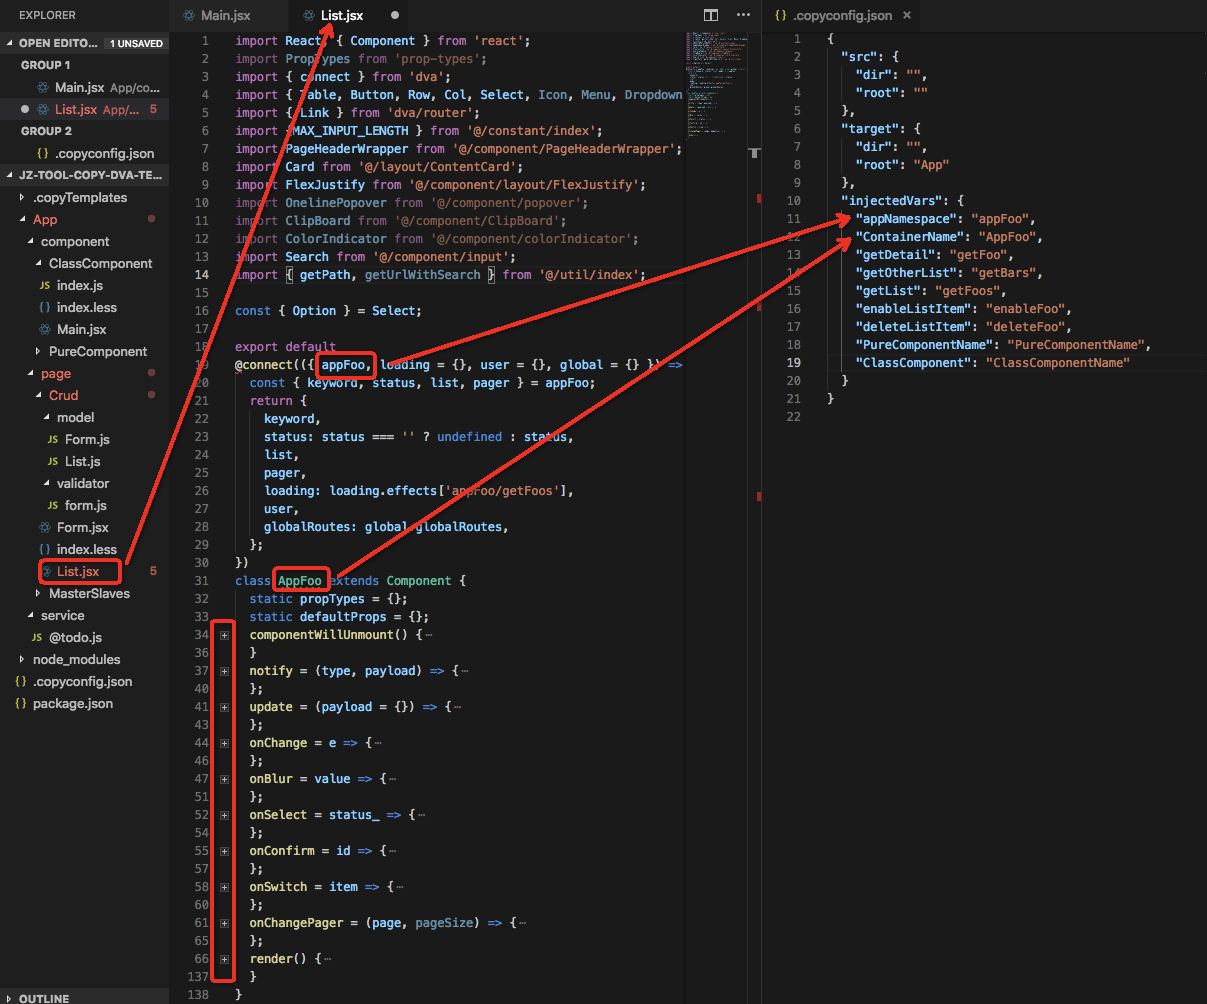 EXPLORER
OPEN EDITO... 1 UNSAVED
GROUP 1
Main.jsx App/co...
List.jsx App/... 5
GROUP 2
{} .copyconfig.json
JZ-TOOL-COPY-DVA-TE...
.copyTemplates
App
component
ClassComponent
JS index.js
{} index.less
Main.jsx
PureComponent
page
Crud
model
JS Form.js
JS List.js
validator
JS form.js
Form.jsx
{} index.less
List.jsx 5
MasterSlaves
service
JS @todo.js
node_modules
{} .copyconfig.json
{} package.json
OUTLINE
Main.jsx
List.jsx
1 import React, { Component } from 'react';
2 import PropTypes from 'prop-types';
3 import { connect } from 'dva';
4 import { Table, Button, Row, Col, Select, Icon, Menu, Dropdown
5 import { Link } from 'dva/router';
6 import {MAX_INPUT_LENGTH } from '@/constant/index';
7 import PageHeaderWrapper from '@/component/PageHeaderWrapper';
8 import Card from '@/layout/ContentCard';
9 import FlexJustify from '@/component/layout/FlexJustify';
10 import OnelinePopover from '@/component/popover';
11 import ClipBoard from '@/component/ClipBoard';
12 import ColorIndicator from '@/component/colorIndicator';
13 import Search from '@/component/input';
14 import { getPath, getUrlWithSearch } from '@/util/index';
15
16 const { Option } = Select;
17
18 export default
19 @connect(({ appFoo, loading = {}, user = {}, global = {} }) =>
20 const { keyword, status, list, pager } = appFoo;
21 return {
22 keyword,
23 status: status === '' ? undefined : status,
24 list,
25 pager,
26 loading: loading.effects['appFoo/getFoos'],
27 user,
28 globalRoutes: global.globalRoutes,
29 };
30 })
31 class AppFoo extends Component {
32 static propTypes = {};
33 static defaultProps = {};
34 componentWillUnmount() {…
36 }
37 notify = (type, payload) => {…
40 };
41 update = (payload = {}) => {…
43 };
44 onChange = e => {…
46 };
47 onBlur = value => {…
51 };
52 onSelect = status_ => {…
54 };
55 onConfirm = id => {…
57 };
58 onSwitch = item => {…
60 };
61 onChangePager = (page, pageSize) => {…
65 };
66 render() {…
137 }
138 }
{} .copyconfig.json ×
1 {
2 "src": {
3 "dir": "",
4 "root": ""
5 },
6 "target": {
7 "dir": "",
8 "root": "App"
9 },
10 "injectedVars": {
11 "appNamespace": "appFoo",
12 "ContainerName": "AppFoo",
13 "getDetail": "getFoo",
14 "getOtherList": "getBars",
15 "getList": "getFoos",
16 "enableListItem": "enableFoo",
17 "deleteListItem": "deleteFoo",
18 "PureComponentName": "PureComponentName",
19 "ClassComponent": "ClassComponentName"
20 }
21 }
22